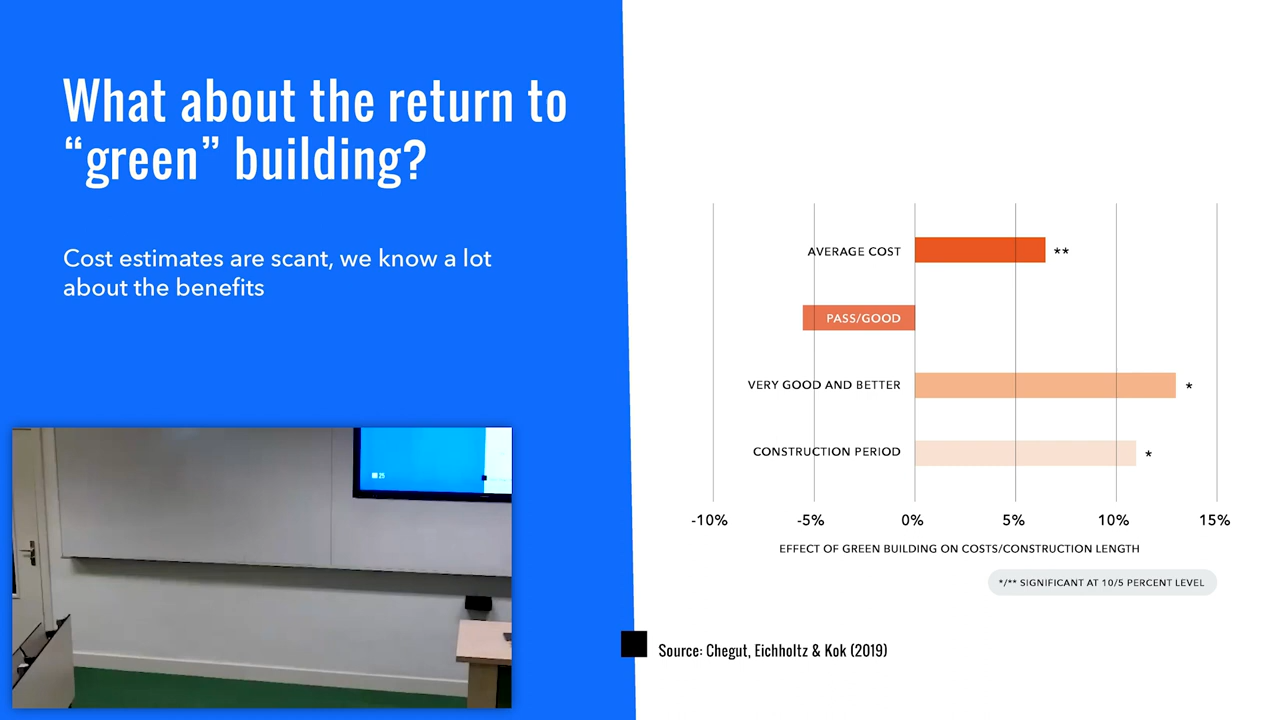 What about the return to
“green” building?
Cost estimates are scant, we know a lot
about the benefits
25
AVERAGE COST
**
PASS/GOOD
VERY GOOD AND BETTER
*
CONSTRUCTION PERIOD
*
-10%
-5%
0%
5%
10%
15%
EFFECT OF GREEN BUILDING ON COSTS/CONSTRUCTION LENGTH
*/** SIGNIFICANT AT 10/5 PERCENT LEVEL
Source: Chegut, Eichholtz & Kok (2019)